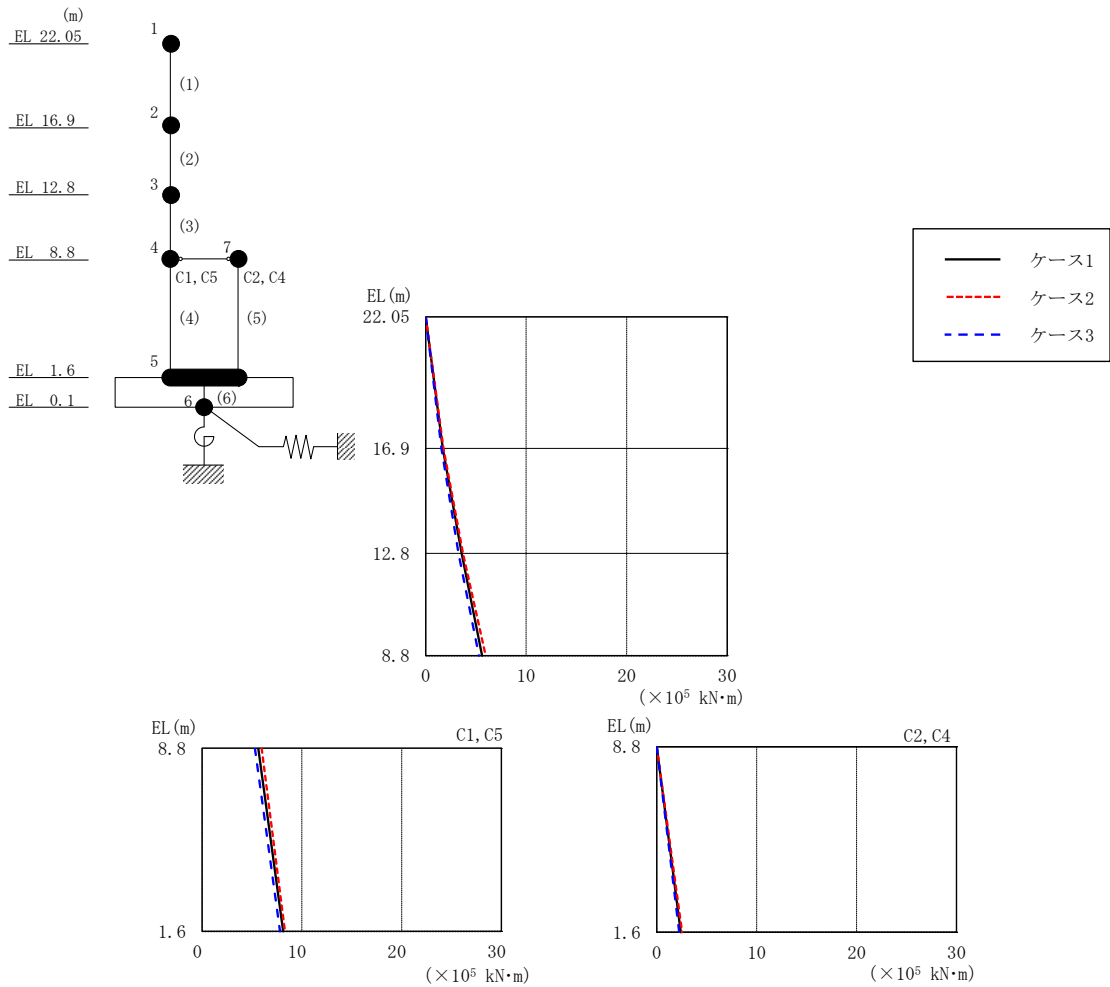 (m)
EL 22.05
EL 16.9
EL 12.8
EL 8.8
EL 1.6
EL 0.1
1
(1)
2
(2)
3
(3)
4
7
C1,C5
C2,C4
(4)
(5)
5
6
(6)
ケース1
ケース2
ケース3
EL(m)
22.05
16.9
12.8
8.8
0 10 20 30
(×10⁵ kN·m)
EL(m)
C1,C5
8.8
1.6
0 10 20 30
(×10⁵ kN·m)
EL(m)
C2,C4
8.8
1.6
0 10 20 30
(×10⁵ kN·m)